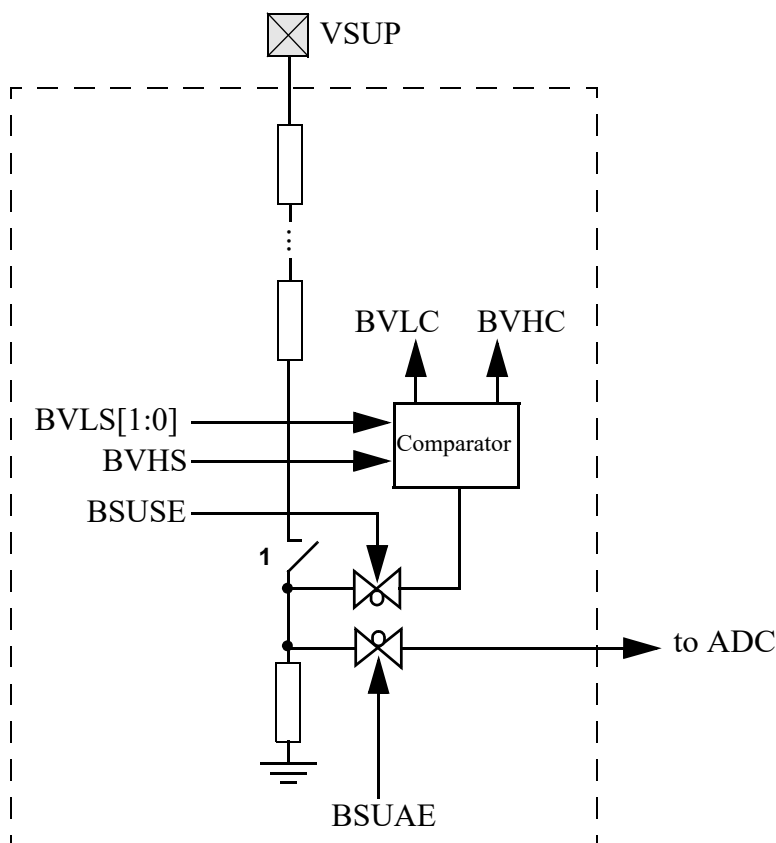 VSUP
...
BVLC BVHC
BVLS[1:0]
Comparator
BVHS
BSUSE
1
to ADC
BSUAE